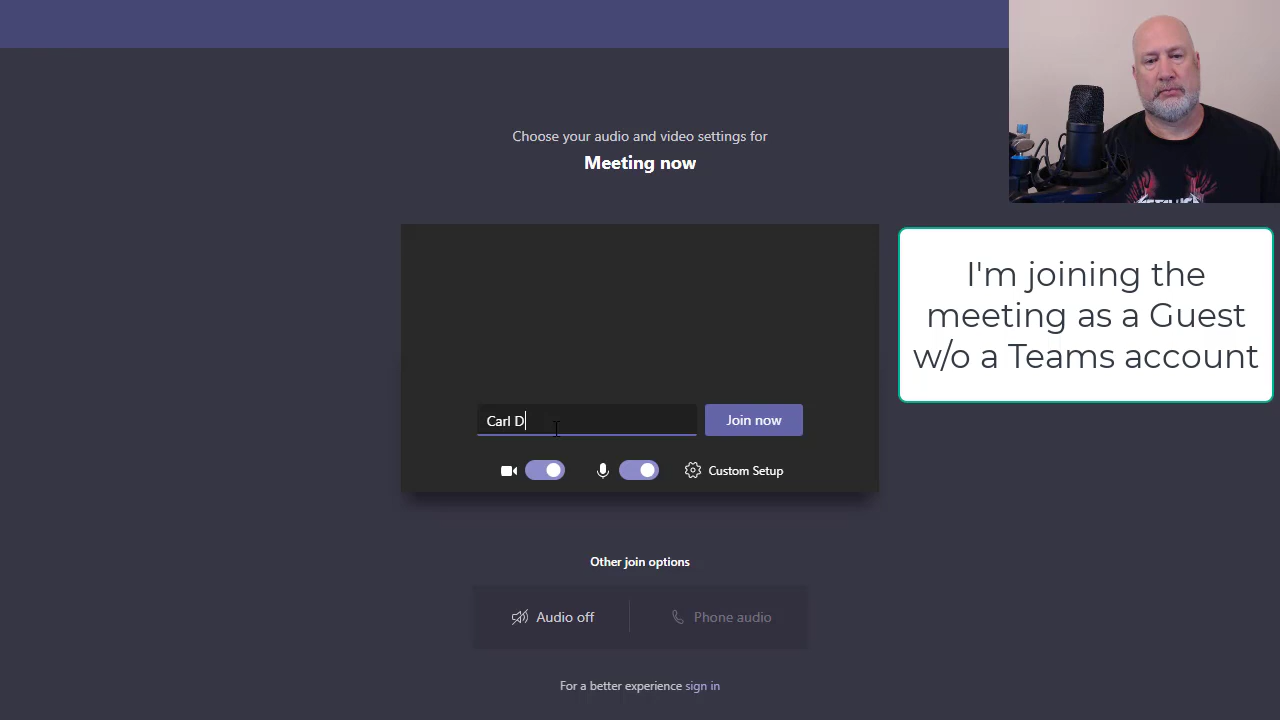 Choose your audio and video settings for
Meeting now
I'm joining the
meeting as a Guest
w/o a Teams account
Carl D
Join now
Custom Setup
Other join options
Audio off
Phone audio
For a better experience sign in